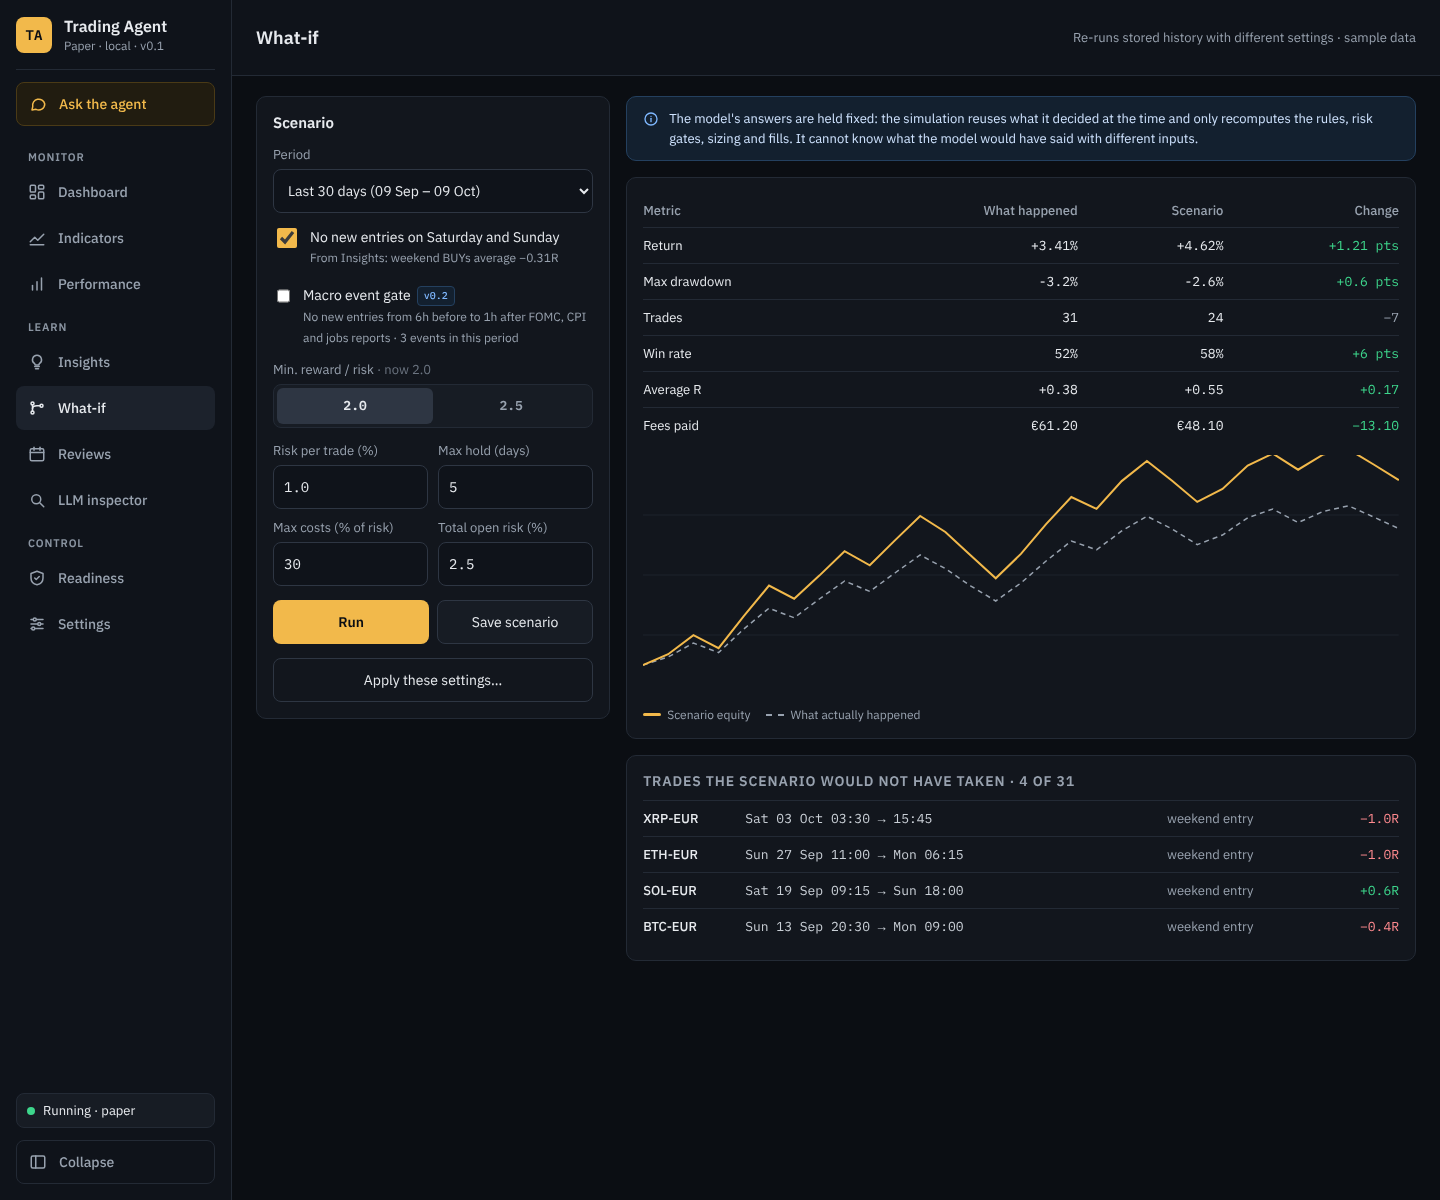 TA
Trading Agent
Paper · local · v0.1
Ask the agent
MONITOR
Dashboard
Indicators
Performance
LEARN
Insights
What-if
Reviews
LLM inspector
CONTROL
Readiness
Settings
Running · paper
Collapse
What-if
Re-runs stored history with different settings · sample data
Scenario
Period
Last 30 days (09 Sep – 09 Oct)
No new entries on Saturday and Sunday
From Insights: weekend BUYs average −0.31R
Macro event gate v0.2
No new entries from 6h before to 1h after FOMC, CPI
and jobs reports · 3 events in this period
Min. reward / risk · now 2.0
2.0 2.5
Risk per trade (%) Max hold (days)
1.0 5
Max costs (% of risk) Total open risk (%)
30 2.5
Run Save scenario
Apply these settings...
The model's answers are held fixed: the simulation reuses what it decided at the time and only recomputes the rules, risk
gates, sizing and fills. It cannot know what the model would have said with different inputs.
Metric What happened Scenario Change
Return +3.41% +4.62% +1.21 pts
Max drawdown -3.2% -2.6% +0.6 pts
Trades 31 24 −7
Win rate 52% 58% +6 pts
Average R +0.38 +0.55 +0.17
Fees paid €61.20 €48.10 −13.10
Scenario equity What actually happened
TRADES THE SCENARIO WOULD NOT HAVE TAKEN · 4 OF 31
XRP-EUR Sat 03 Oct 03:30 → 15:45 weekend entry −1.0R
ETH-EUR Sun 27 Sep 11:00 → Mon 06:15 weekend entry −1.0R
SOL-EUR Sat 19 Sep 09:15 → Sun 18:00 weekend entry +0.6R
BTC-EUR Sun 13 Sep 20:30 → Mon 09:00 weekend entry −0.4R